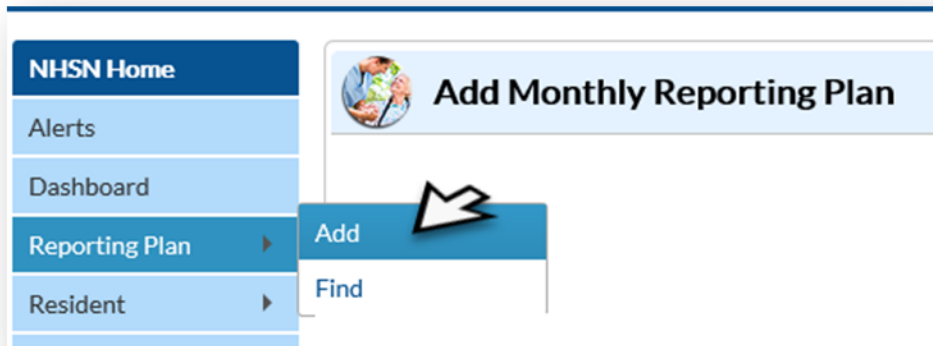 NHSN Home
Alerts
Dashboard
Reporting Plan
Resident
Add Monthly Reporting Plan
Add
Find